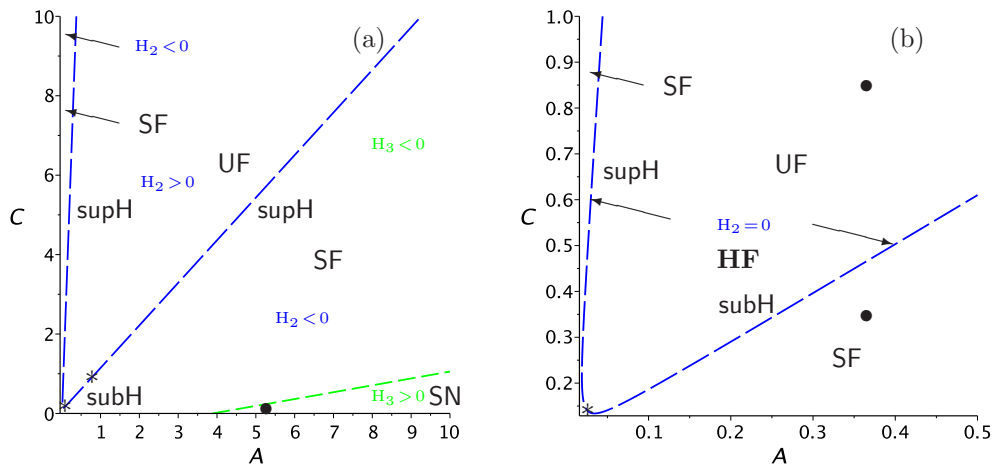 (a)
10
8
6
4
2
0
C
1
2
3
4
5
6
7
8
9
10
A
H₂<0
SF
H₂>0
UF
supH
supH
H₃<0
SF
H₂<0
subH
H₃>0
SN
(b)
1.0
0.9
0.8
0.7
0.6
0.5
0.4
0.3
0.2
C
0.1
0.2
0.3
0.4
0.5
A
SF
supH
UF
H₂=0
HF
subH
SF